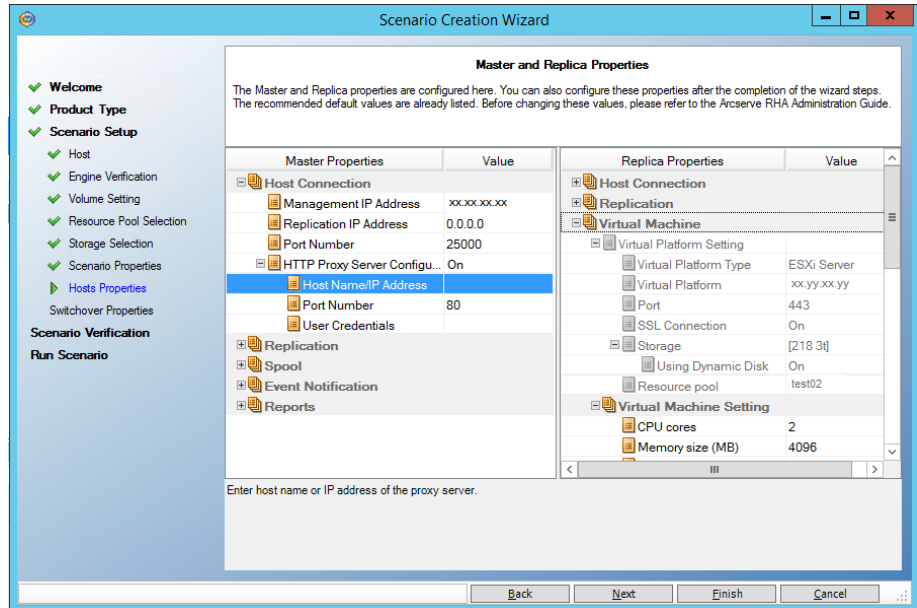 Scenario Creation Wizard
Master and Replica Properties
The Master and Replica properties are configured here. You can also configure these properties after the completion of the wizard steps.
The recommended default values are already listed. Before changing these values, please refer to the Arcserve RHA Administration Guide.
Welcome
Product Type
Scenario Setup
Host
Engine Verification
Volume Setting
Resource Pool Selection
Storage Selection
Scenario Properties
Hosts Properties
Switchover Properties
Scenario Verification
Run Scenario
Master Properties Value
Host Connection
Management IP Address xx.xx.xx.xx
Replication IP Address 0.0.0.0
Port Number 25000
HTTP Proxy Server Configu... On
Host Name/IP Address
Port Number 80
User Credentials
Replication
Spool
Event Notification
Reports
Replica Properties Value
Host Connection
Replication
Virtual Machine
Virtual Platform Setting
Virtual Platform Type ESXi Server
Virtual Platform xx.yy.xx.yy
Port 443
SSL Connection On
Storage [218 3t]
Using Dynamic Disk On
Resource pool test02
Virtual Machine Setting
CPU cores 2
Memory size (MB) 4096
Enter host name or IP address of the proxy server.
Back Next Finish Cancel